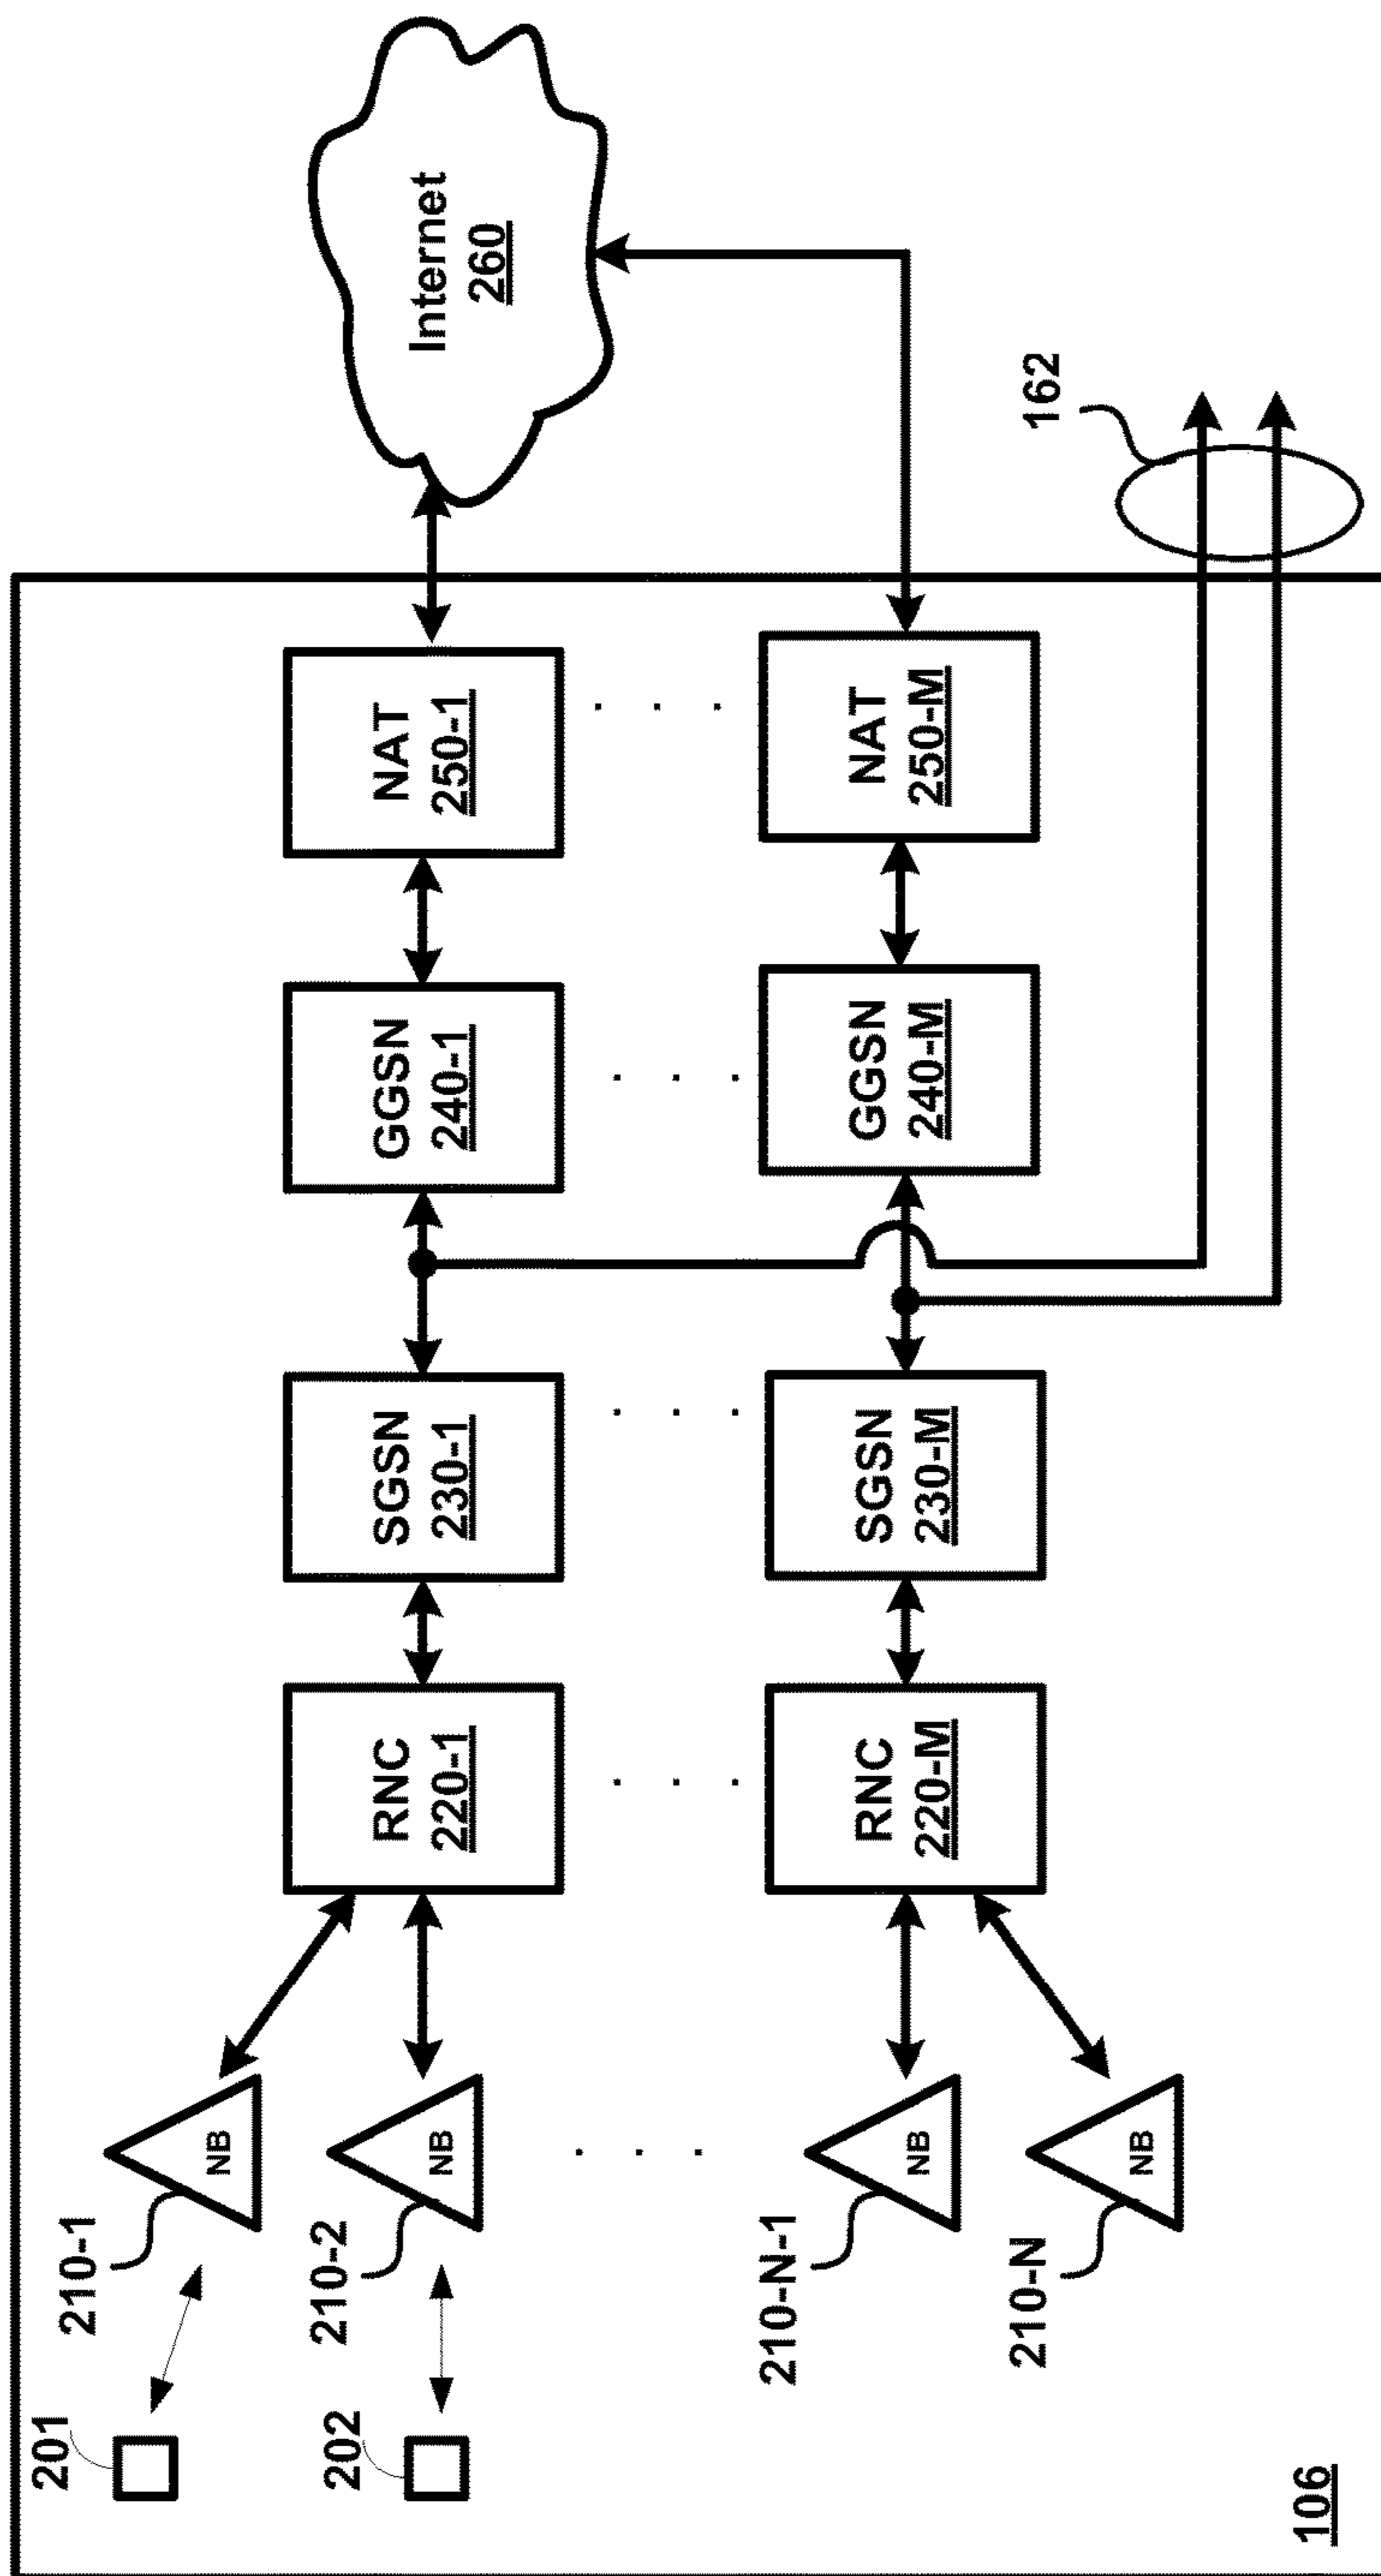 201
210-1
NB
202
210-2
NB
210-N-1
NB
210-N
NB
RNC
220-1
RNC
220-M
SGSN
230-1
SGSN
230-M
GGSN
240-1
GGSN
240-M
NAT
250-1
NAT
250-M
Internet
260
162
106